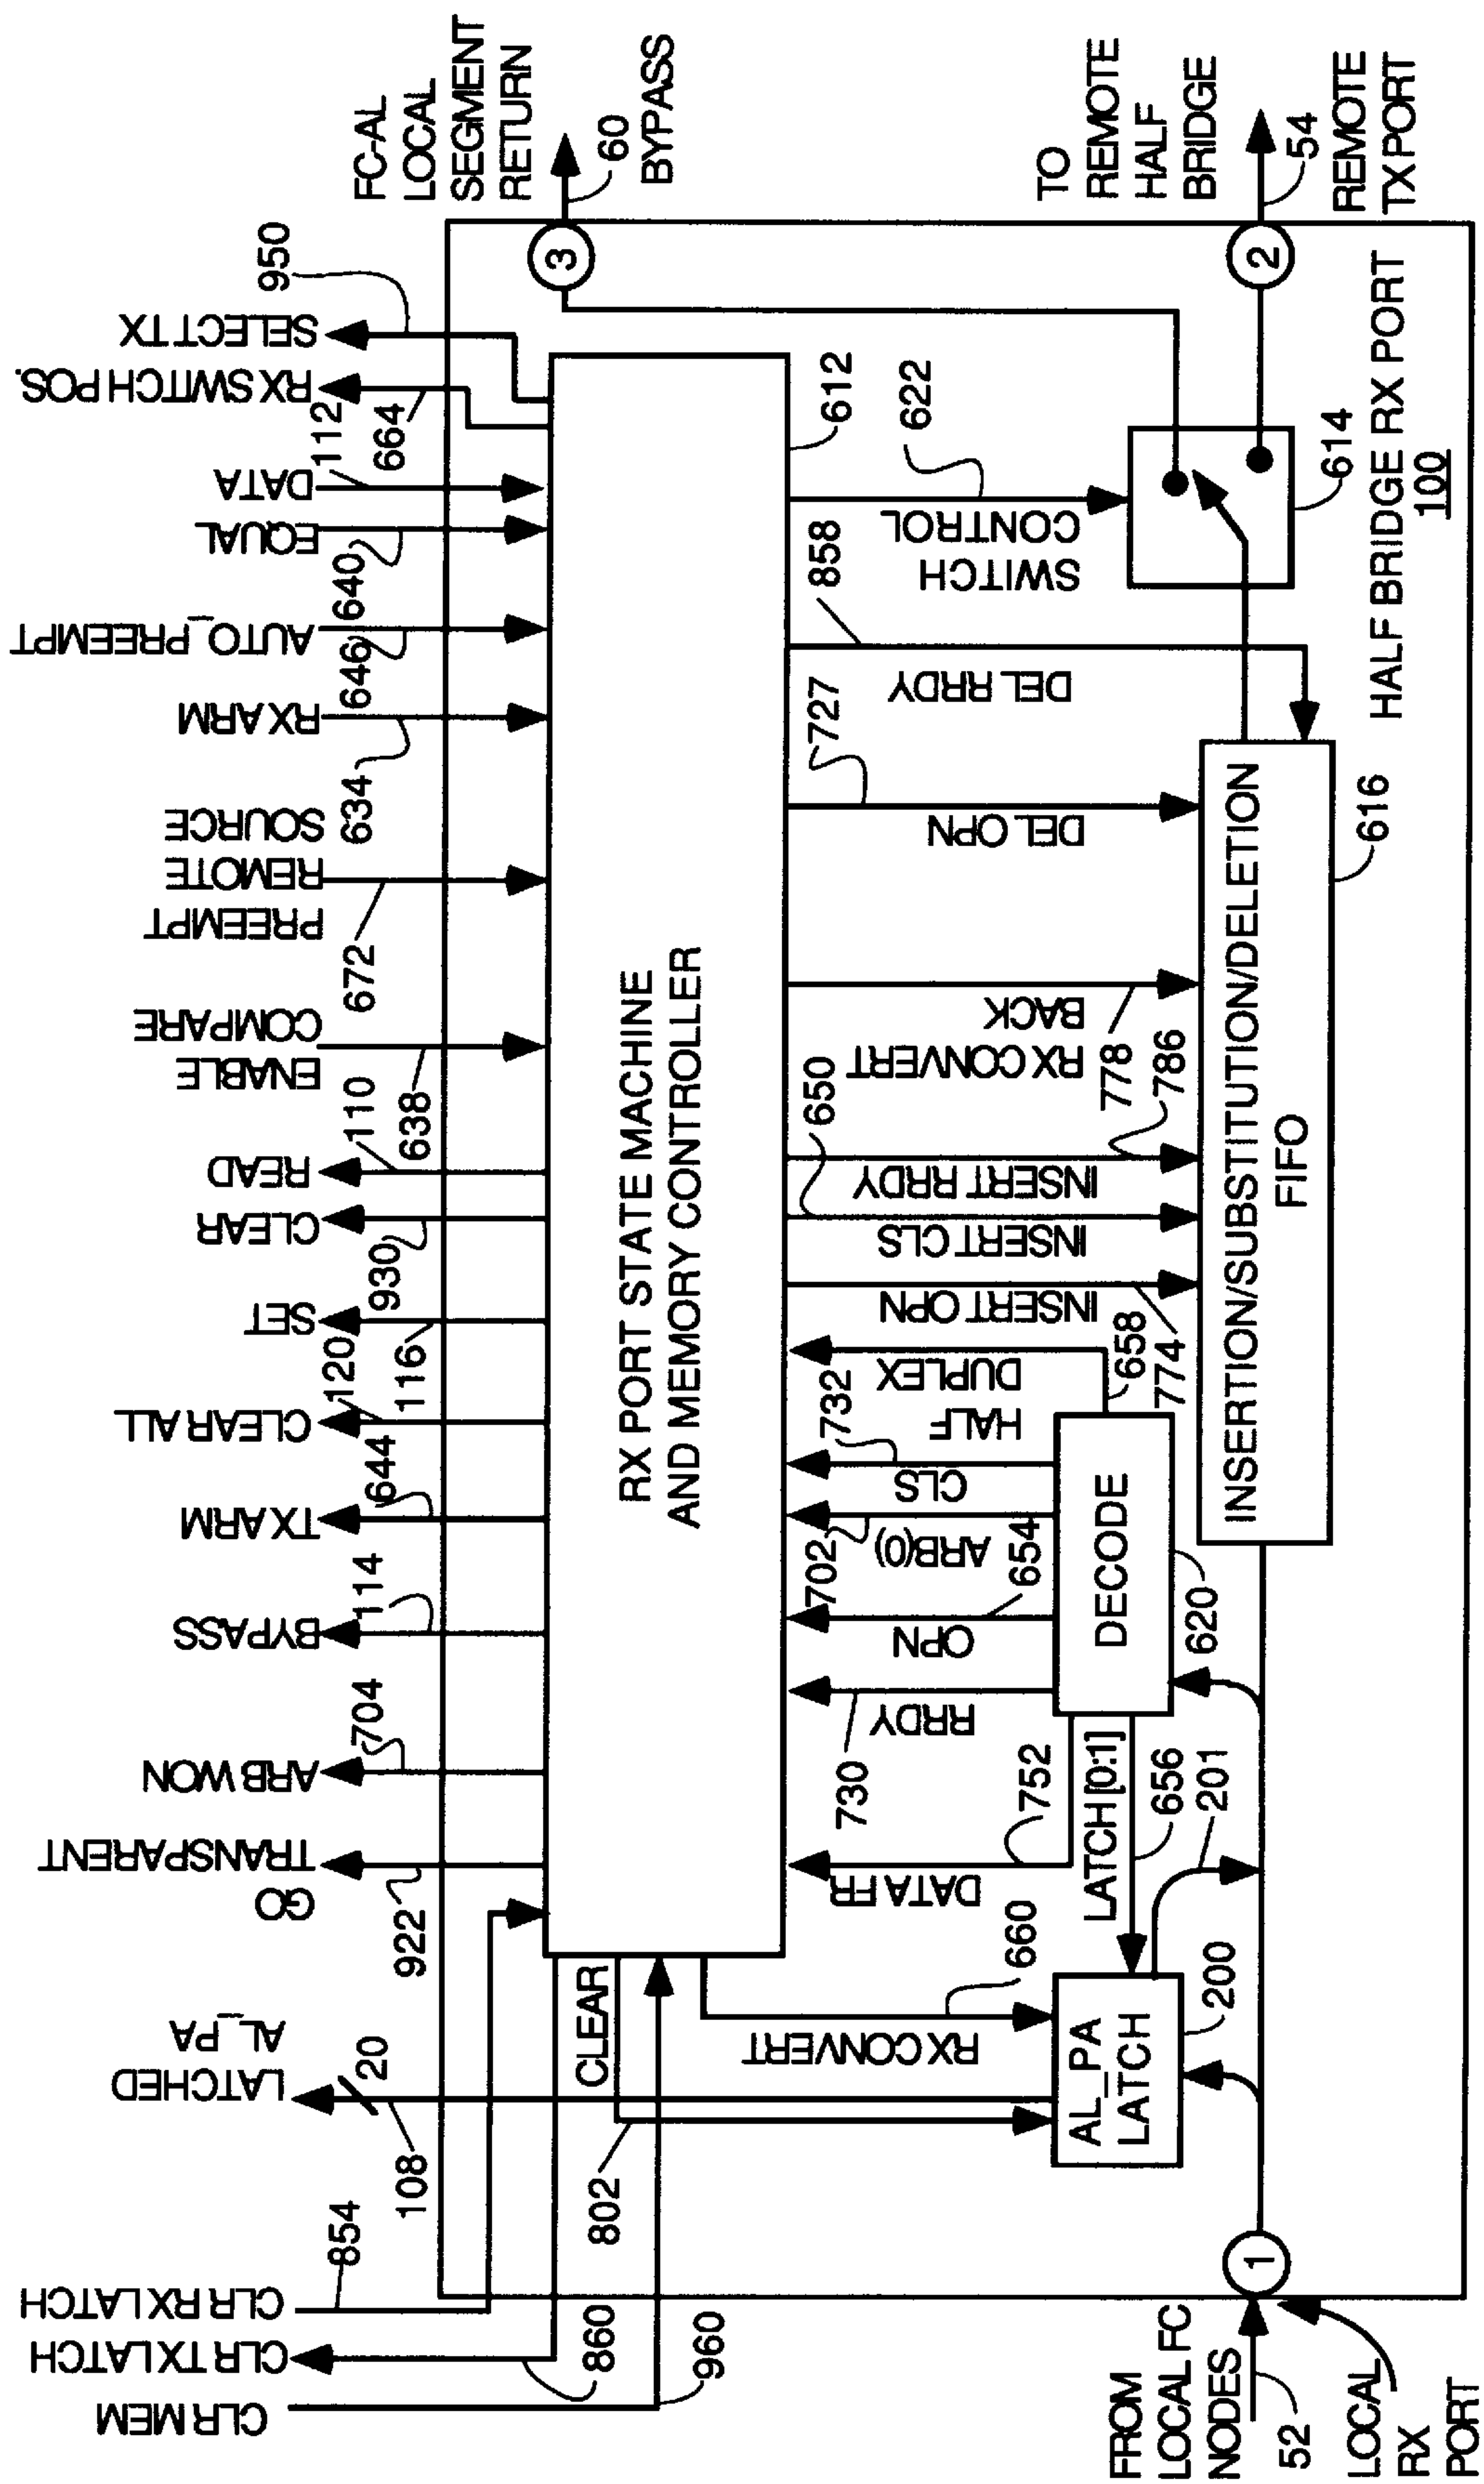 CLR MEM
960
CLR TX LATCH
860
CLR RX LATCH
854
LATCHED
AL_PA
108
20
GO
TRANSPARENT
922
ARB WON
704
BYPASS
114
TX ARM
644
CLEAR ALL
120
SET
116
CLEAR
930
READ
110
ENABLE
COMPARE
638
PREEMPT
REMOTE
SOURCE
672
RX ARM
634
AUTO_PREEMPT
646
EQUAL
640
DATA
112
RX SWITCH POS.
664
SELECT TX
950
FC-AL
LOCAL
SEGMENT
RETURN
3
60
BYPASS
RX PORT STATE MACHINE
AND MEMORY CONTROLLER
612
CLEAR
802
RX CONVERT
660
DATA FR
752
RRDY
730
OPN
654
ARB(0)
702
CLS
732
HALF
DUPLEX
658
INSERT OPN
774
INSERT CLS
650
INSERT RRDY
786
RX CONVERT
BACK
778
DEL OPN
727
DEL RRDY
858
SWITCH
CONTROL
622
614
AL_PA
LATCH
200
201
LATCH [0:1]
656
DECODE
620
INSERTION/SUBSTITUTION/DELETION
FIFO
616
FROM
LOCAL FC
NODES
52
LOCAL
RX
PORT
1
2
TO
REMOTE
HALF
BRIDGE
54
REMOTE
TX PORT
HALF BRIDGE RX PORT
100